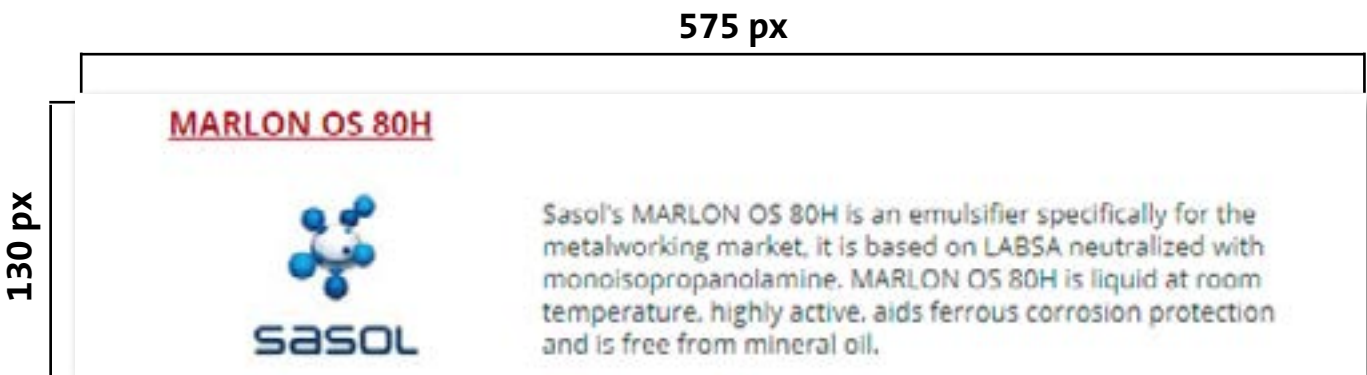 575 px
130 px
MARLON OS 80H
sasol
Sasol's MARLON OS 80H is an emulsifier specifically for the
metalworking market, it is based on LABSA neutralized with
monoisopropanolamine. MARLON OS 80H is liquid at room
temperature, highly active, aids ferrous corrosion protection
and is free from mineral oil.